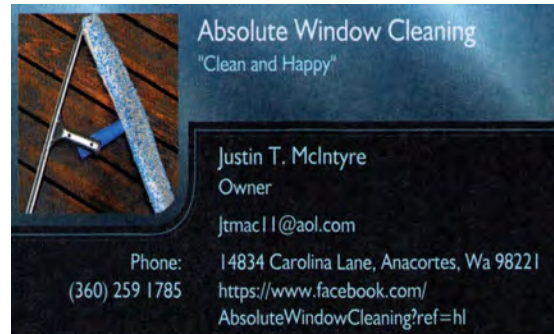 Absolute Window Cleaning
"Clean and Happy"
Justin T. McIntyre
Owner
Jtmac11@aol.com
Phone:
(360) 259 1785
14834 Carolina Lane, Anacortes, Wa 98221
https://www.facebook.com/
AbsoluteWindowCleaning?ref=hl